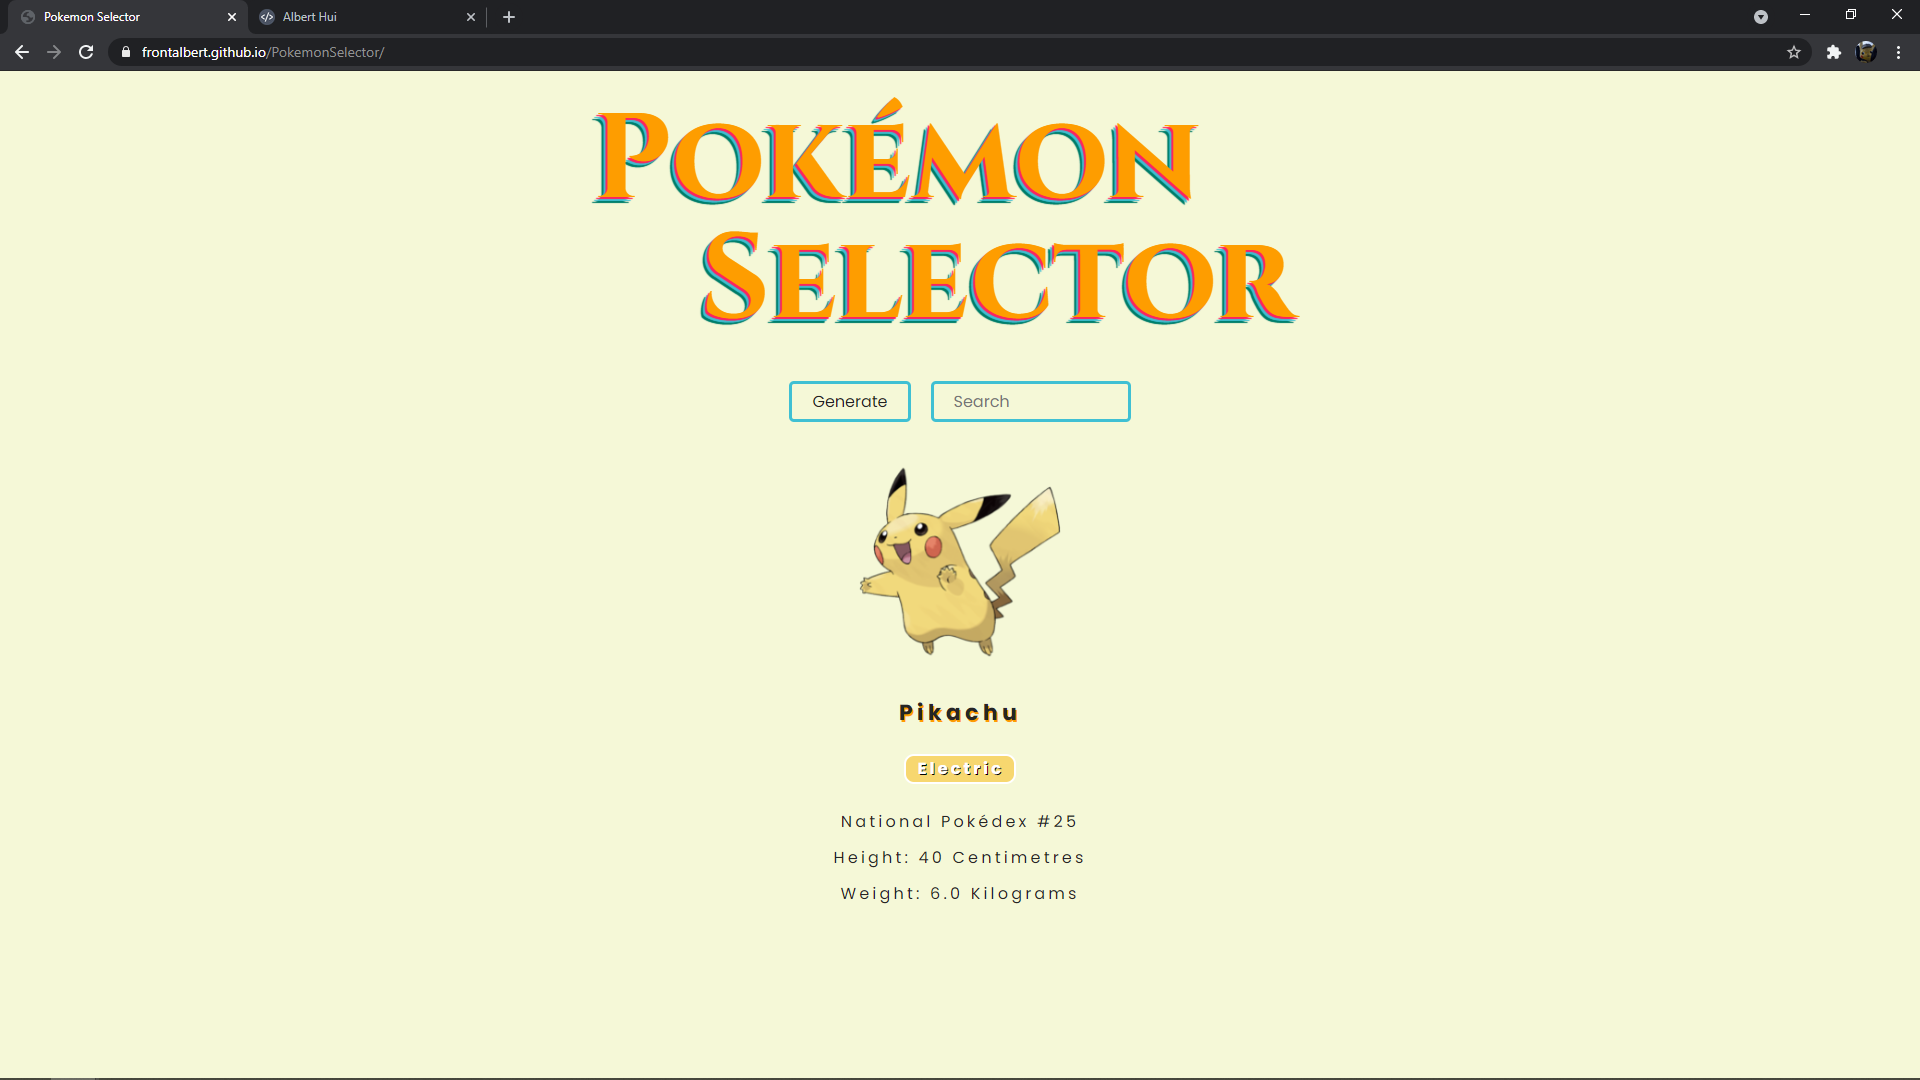 Pokemon Selector
Albert Hui
frontalbert.github.io/PokemonSelector/
Pokémon
Selector
Generate
Search
Pikachu
Electric
National Pokédex #25
Height: 40 Centimetres
Weight: 6.0 Kilograms